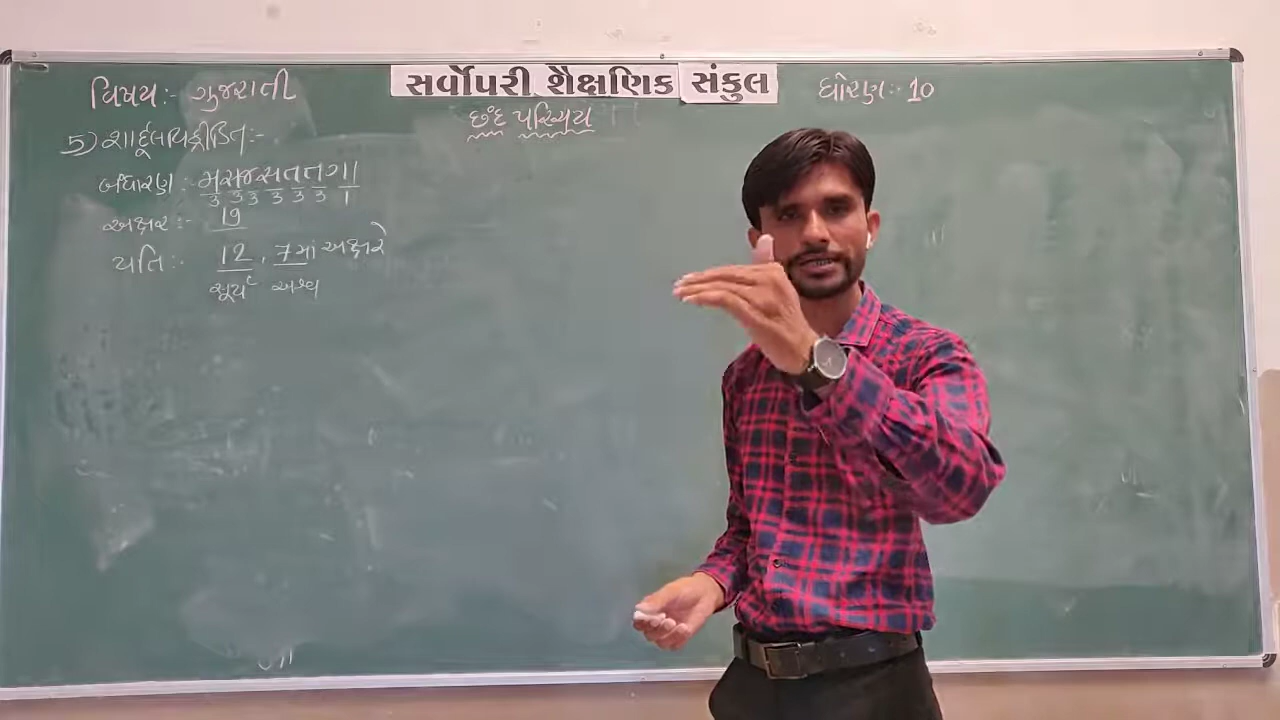 સર્વોપરી શૈક્ષણિક સંકુલ
વિષય:- ગુજરાતી
ધોરણ:- 10
છંદ પરિચય
5) શાર્દૂલવિક્રીડિત:-
બંધારણ :- મસજસતતગા
3 3 3 3 3 3 1
અક્ષર:- 19
યતિ:- 12, 7માં અક્ષરે
સૂર્ય અશ્વ